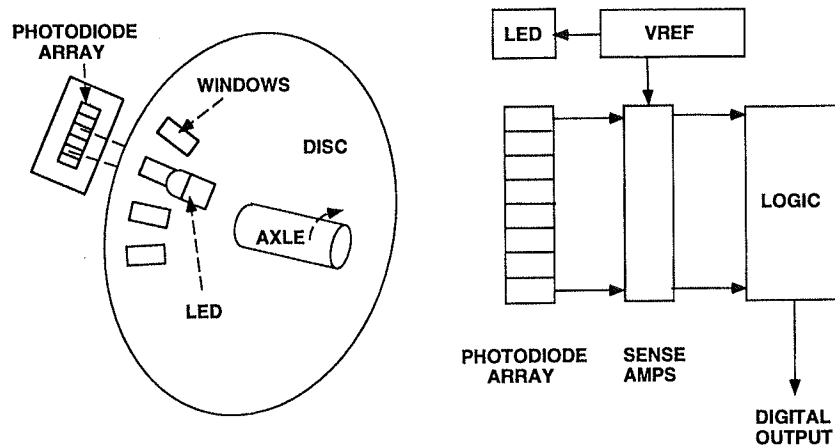 PHOTODIODE
ARRAY
WINDOWS
DISC
AXLE
LED
LED
VREF
LOGIC
PHOTODIODE
ARRAY
SENSE
AMPS
DIGITAL
OUTPUT